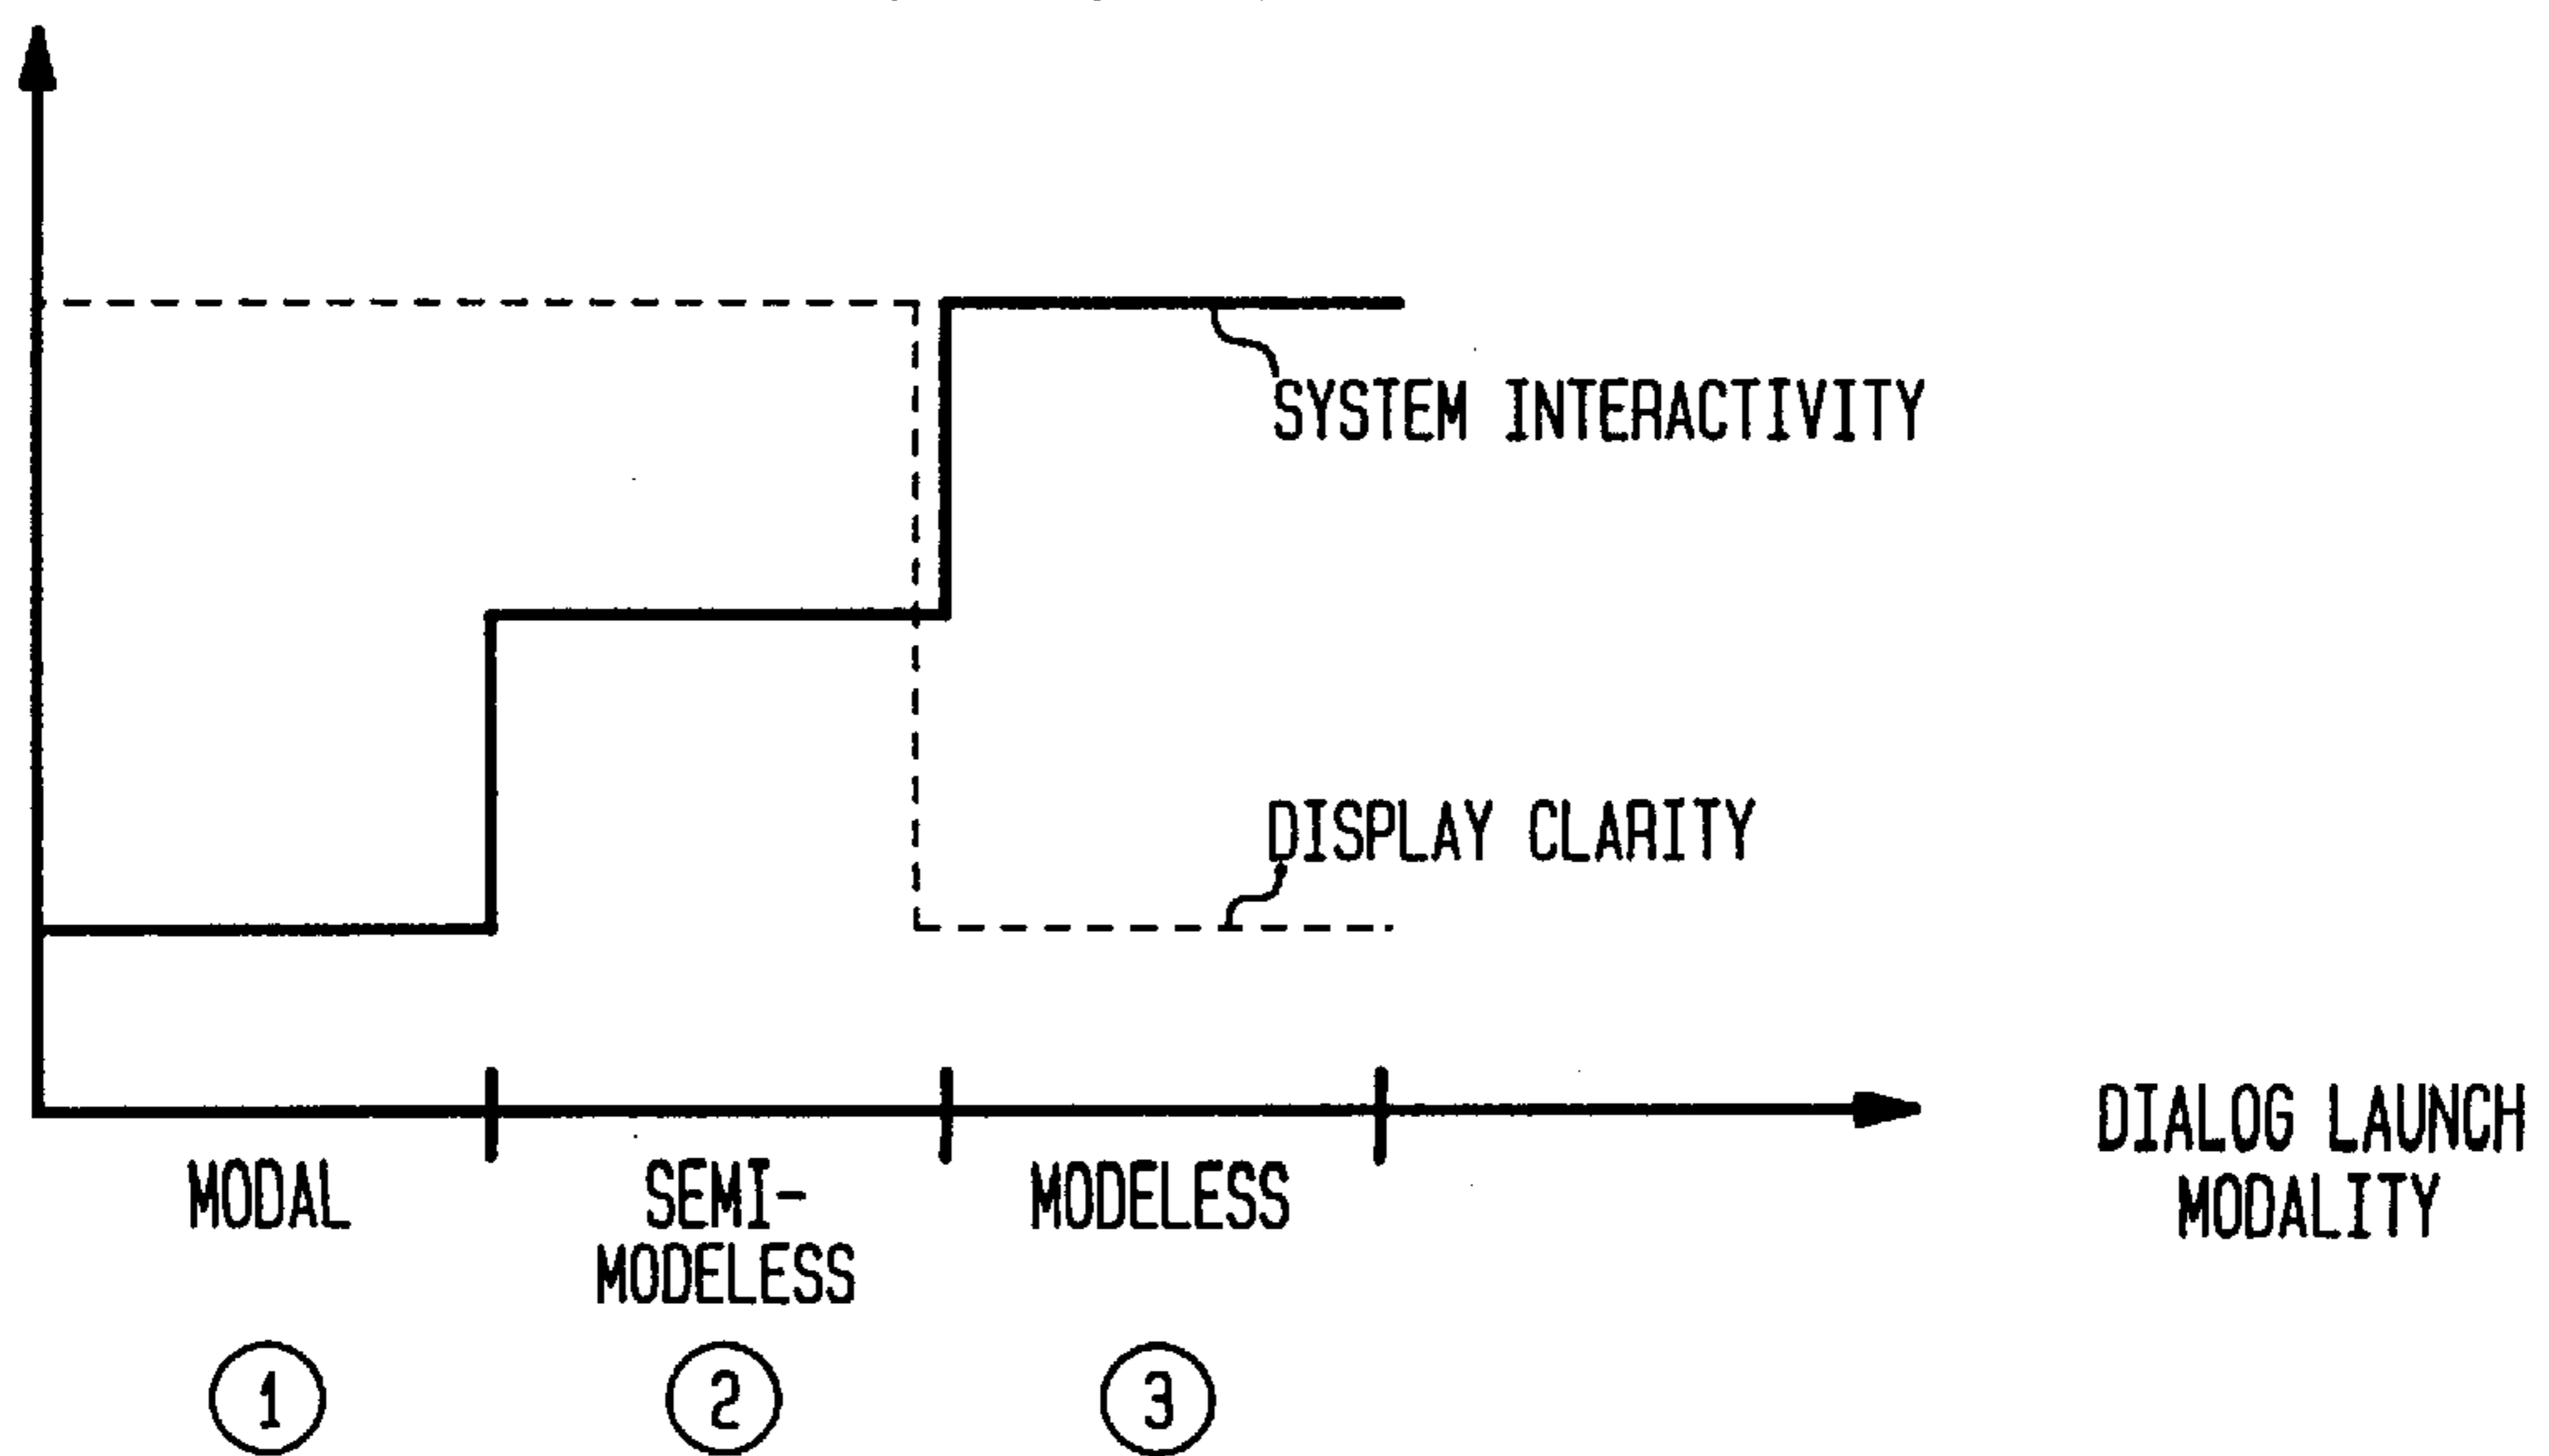 SYSTEM INTERACTIVITY
DISPLAY CLARITY
DIALOG LAUNCH
MODALITY
MODAL
SEMI-
MODELESS
MODELESS
1
2
3